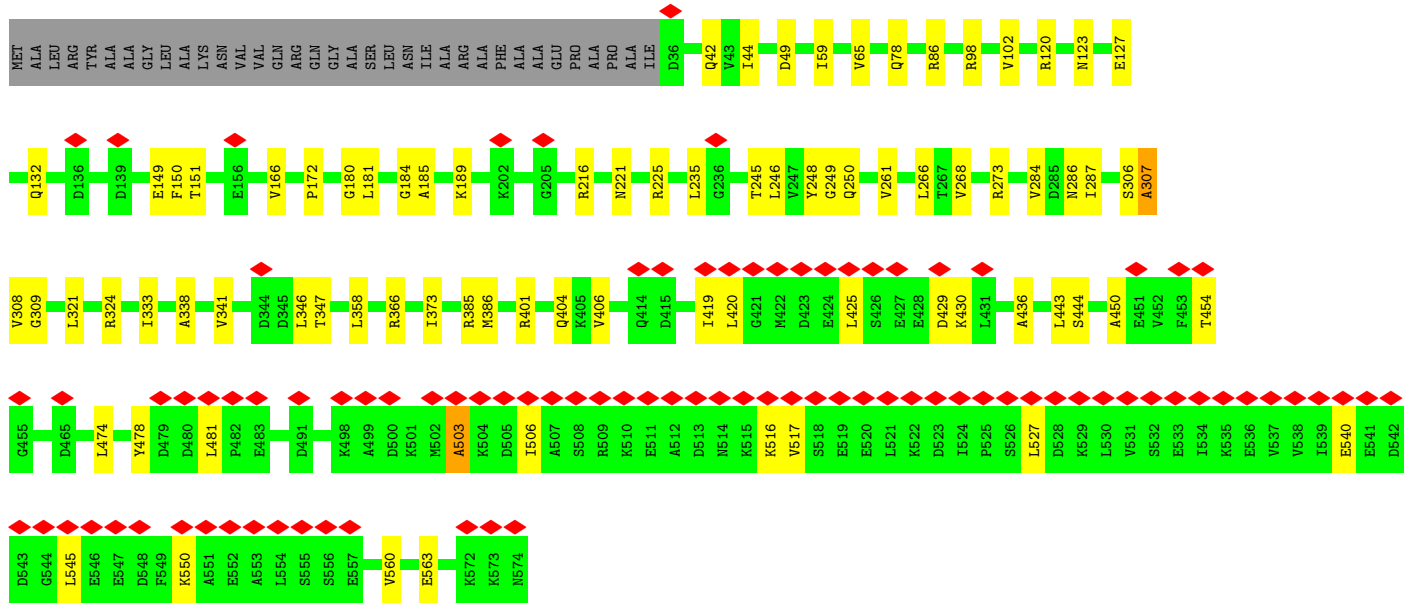 MET ALA LEU ARG TYR ALA ALA GLY LEU ALA LYS ASN VAL VAL GLN ARG GLN GLY ALA SER LEU ASN ILE ALA ARG ALA PHE ALA ALA GLU PRO ALA PRO ALA ILE D36 Q42 V43 I44 D49 I59 V65 Q78 R86 R98 V102 R120 N123 E127
Q132 D136 D139 E149 F150 T151 E156 V166 P172 G180 L181 G184 A185 K189 K202 G205 R216 N221 R225 L235 G236 T245 L246 V247 Y248 G249 Q250 V261 L266 T267 V268 R273 V284 D285 N286 I287 S306 A307
V308 G309 L321 R324 I333 A338 V341 D344 D345 L346 T347 L358 R366 I373 R385 M386 R401 Q404 K405 V406 Q414 D415 I419 L420 G421 M422 D423 E424 L425 S426 E427 E428 D429 K430 L431 A436 L443 S444 A450 E451 V452 F453 T454
G455 D465 L474 Y478 D479 D480 L481 P482 E483 D491 K498 A499 D500 K501 M502 A503 K504 D505 I506 A507 S508 R509 K510 E511 A512 D513 N514 K515 K516 V517 S518 E519 E520 L521 K522 D523 I524 P525 S526 L527 D528 K529 L530 V531 S532 E533 I534 K535 E536 V537 V538 I539 E540 E541 D542
D543 G544 L545 E546 E547 D548 F549 K550 A551 E552 A553 L554 S555 S556 E557 V560 E563 K572 K573 N574